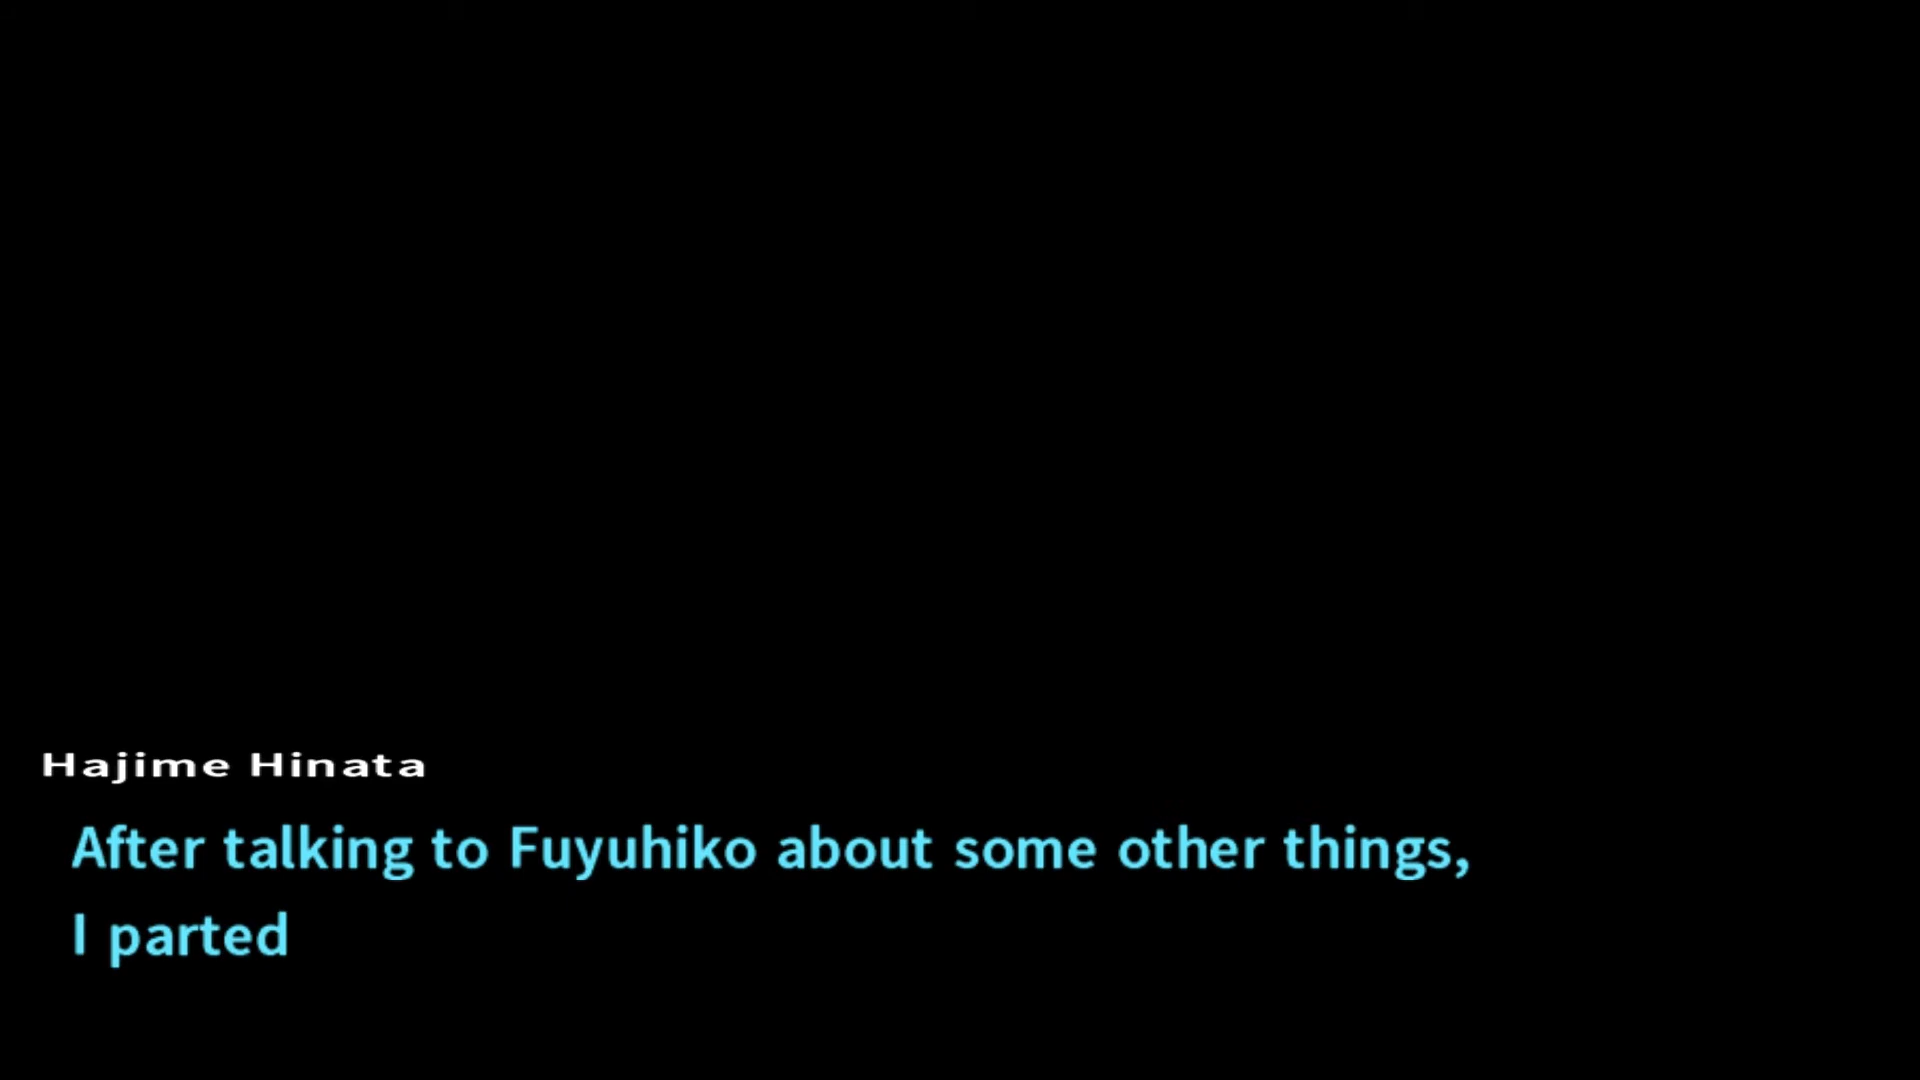 Hajime Hinata
After talking to Fuyuhiko about some other things,
I parted